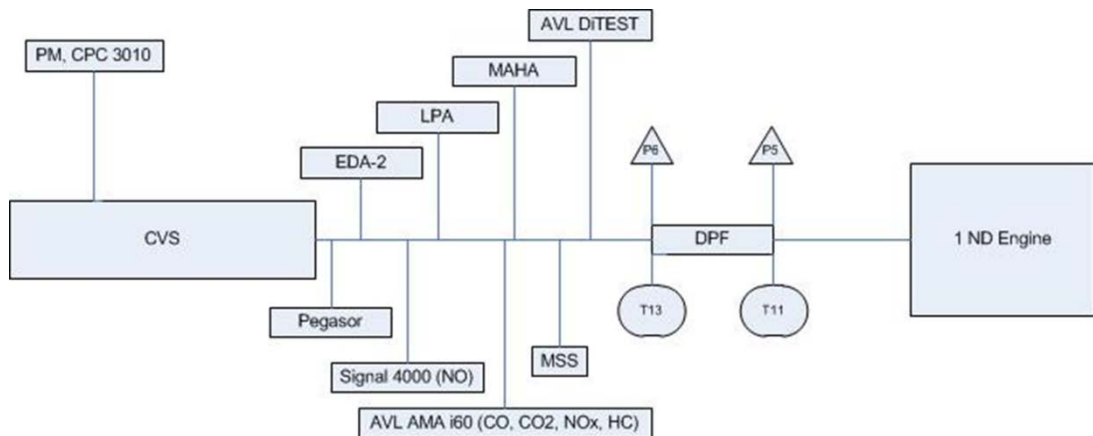 AVL DiTEST
PM, CPC 3010
MAHA
LPA
EDA-2
P6
P5
CVS
DPF
1 ND Engine
T13
T11
Pegasor
MSS
Signal 4000 (NO)
AVL AMA i60 (CO, CO2, NOx, HC)